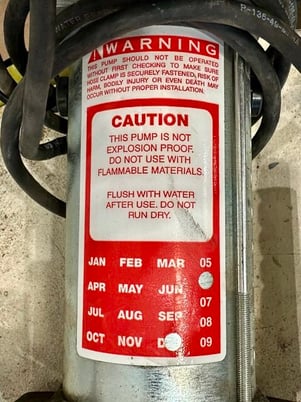 WARNING
THIS PUMP SHOULD NOT BE OPERATED
WITHOUT FIRST CHECKING TO MAKE SURE
HOSE CLAMP IS SECURELY FASTENED, RISK OF
HARM, BODILY INJURY OR EVEN DEATH MAY
OCCUR WITHOUT PROPER INSTALLATION.
CAUTION
THIS PUMP IS NOT
EXPLOSION PROOF.
DO NOT USE WITH
FLAMMABLE MATERIALS.
FLUSH WITH WATER
AFTER USE. DO NOT
RUN DRY.
JAN FEB MAR 05
APR MAY JUN
07
JUL AUG SEP
08
OCT NOV 09